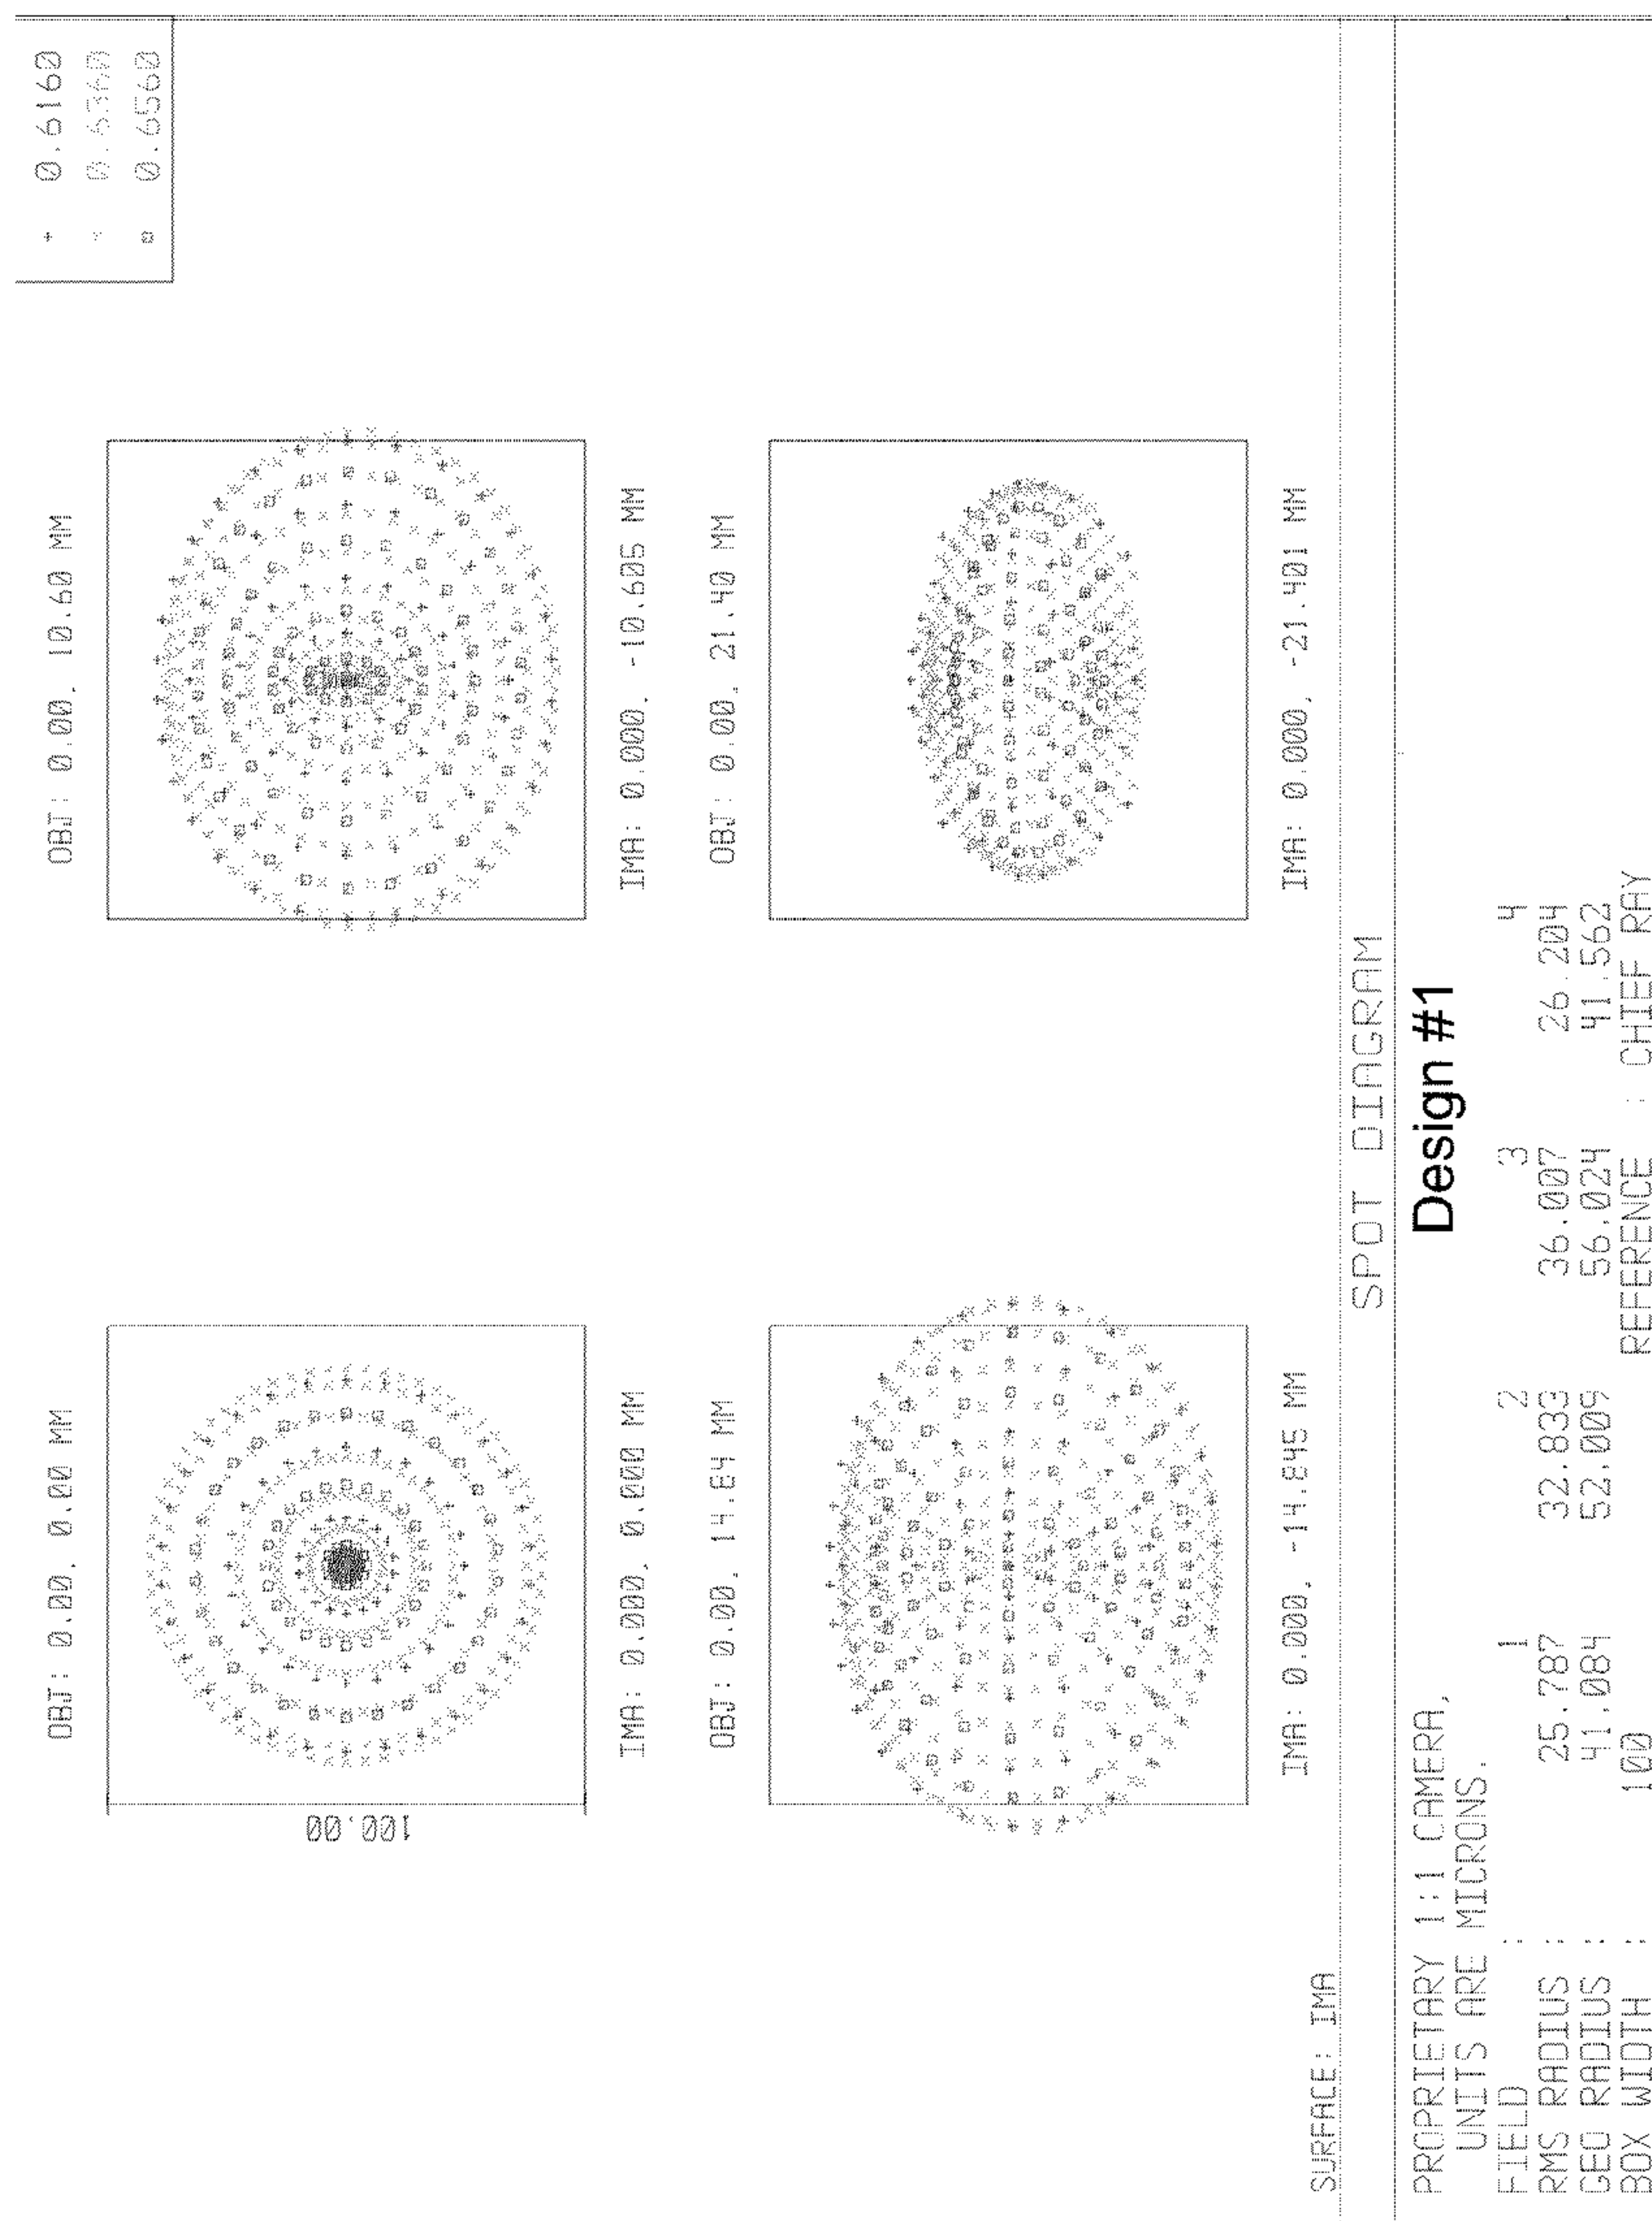 + 0.6160
× 0.6360
□ 0.6560
OBJ: 0.00, 0.00 MM
OBJ: 0.00, 10.60 MM
100.00
IMA: 0.000, 0.000 MM
IMA: 0.000, -10.605 MM
OBJ: 0.00, 14.84 MM
OBJ: 0.00, 21.40 MM
IMA: 0.000, -14.845 MM
IMA: 0.000, -21.401 MM
SURFACE: IMA
SPOT DIAGRAM
PROPRIETARY 1:1 CAMERA,
Design #1
UNITS ARE MICRONS.
FIELD : 1 2 3 4
RMS RADIUS : 25.787 32.833 36.007 26.204
GEO RADIUS : 41.084 52.009 56.024 41.562
BOX WIDTH : 100 REFERENCE : CHIEF RAY